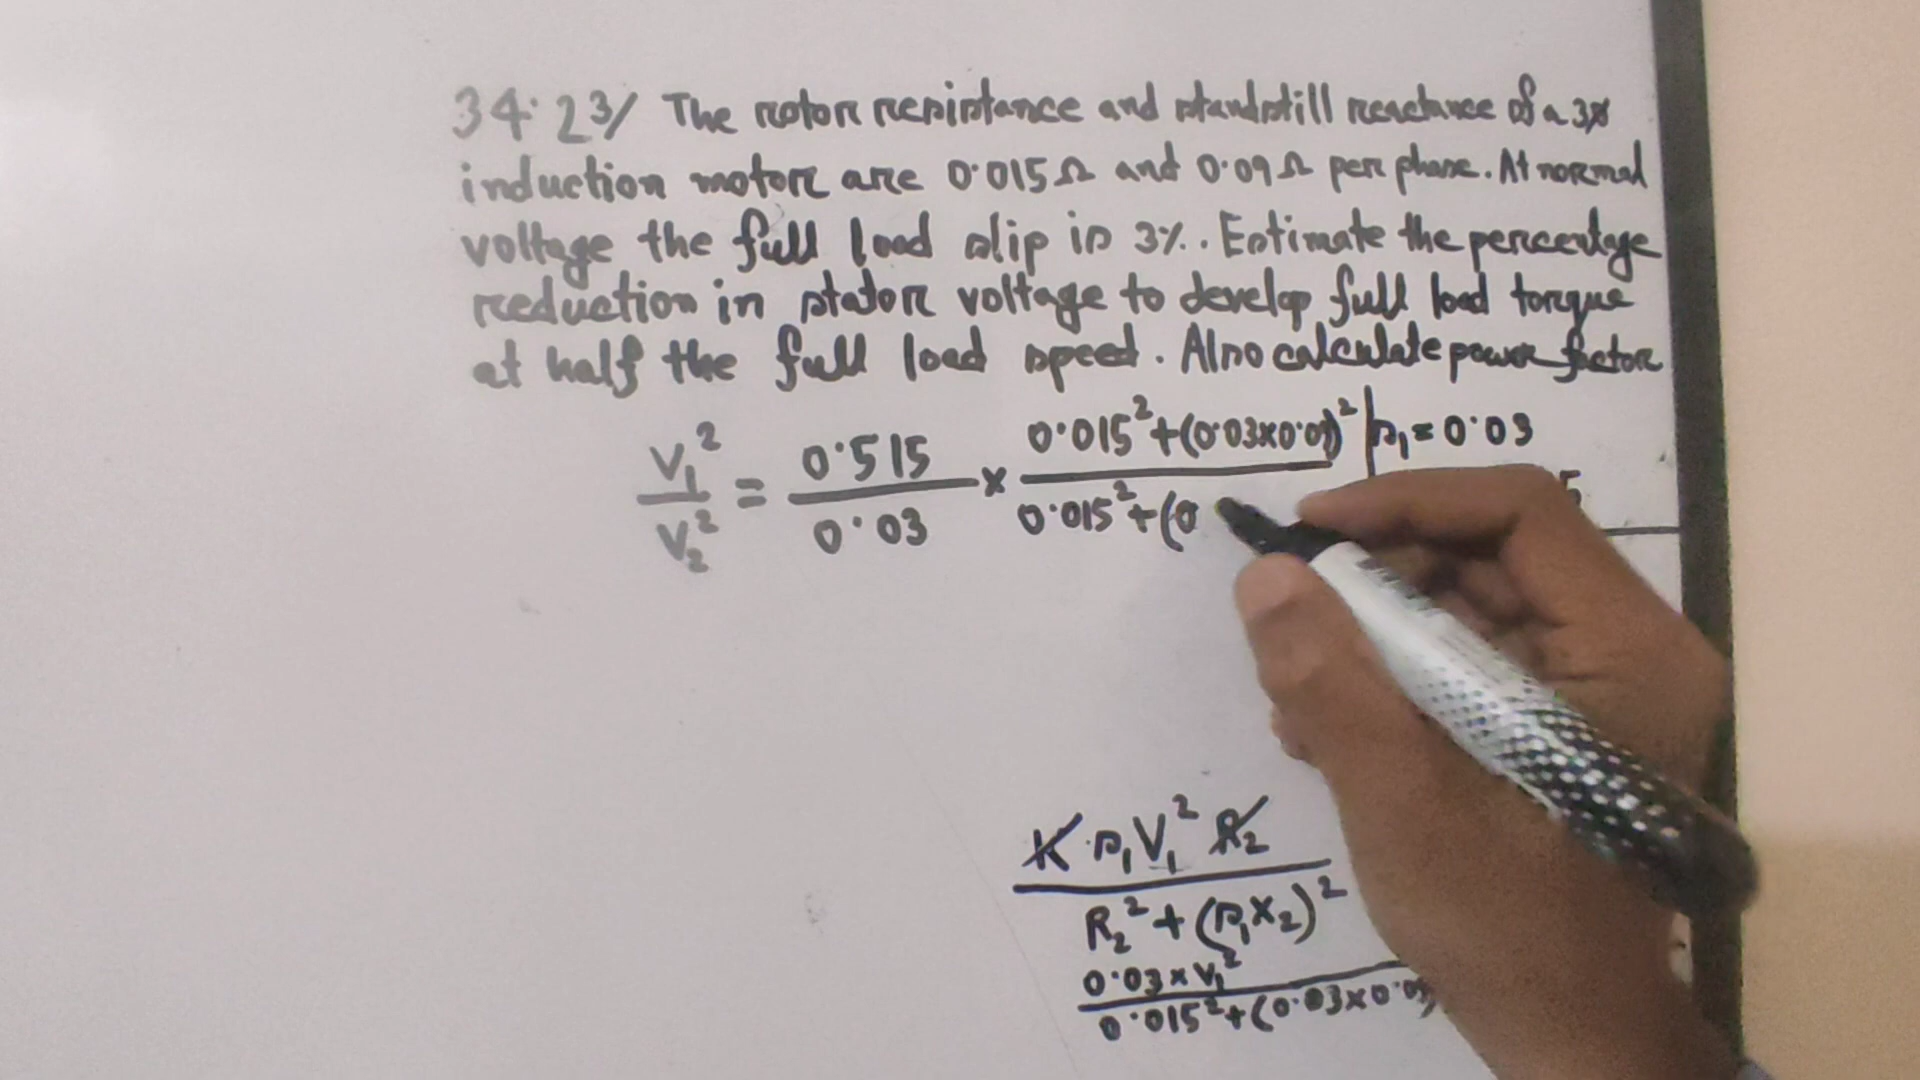 34.23/ The rotor resistance and standstill reactance of a 3φ
induction motor are 0.015Ω and 0.09Ω per phase. At normal
voltage the full load slip is 3%. Estimate the percentage
reduction in stator voltage to develop full load torque
at half the full load speed. Also calculate power factor
V₁²/V₂² = 0.515/0.03 × (0.015²+(0.03×0.09)²)/(0.015²+(0
s₁ = 0.03
5
K s₁ V₁² R₂
R₂² + (s₁X₂)²
0.03 × V₁²
0.015² + (0.03×0.09)